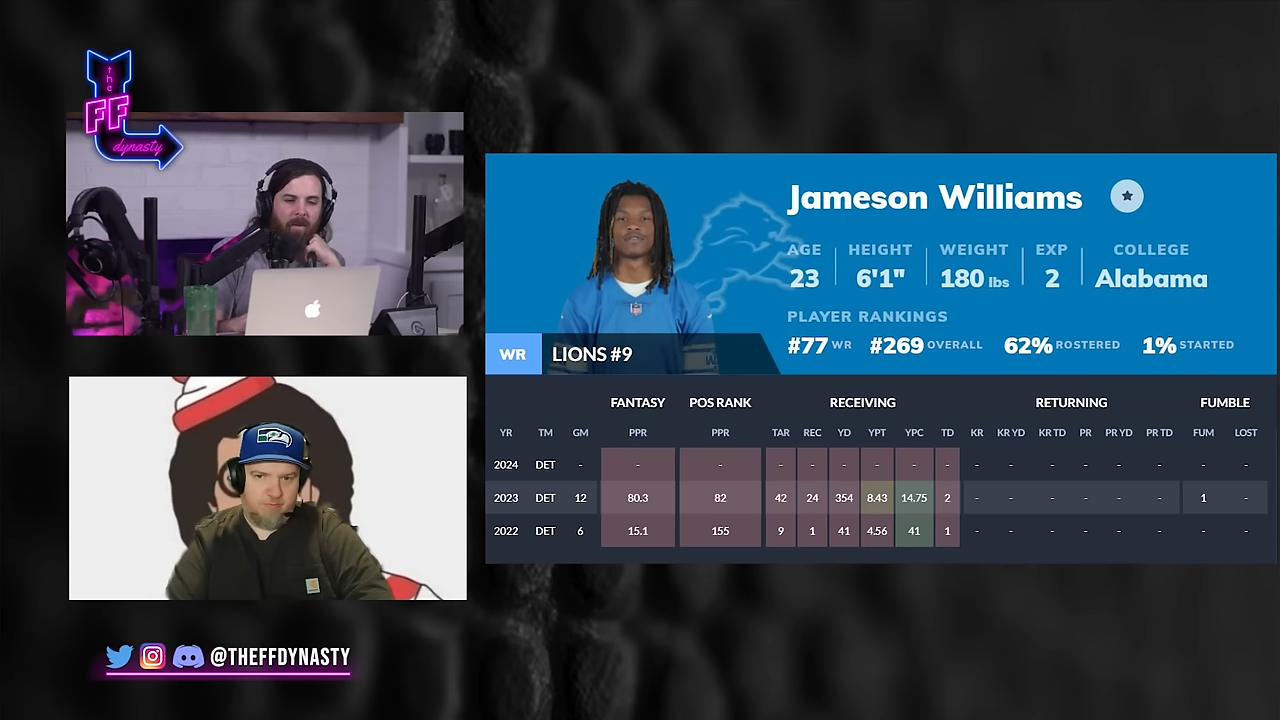 the
FF
dynasty
Jameson Williams
AGE HEIGHT WEIGHT EXP COLLEGE
23 6'1" 180 lbs 2 Alabama
PLAYER RANKINGS
#77 WR #269 OVERALL 62% ROSTERED 1% STARTED
WR LIONS #9
FANTASY POS RANK RECEIVING RETURNING FUMBLE
YR TM GM PPR PPR TAR REC YD YPT YPC TD KR KR YD KR TD PR PR YD PR TD FUM LOST
2024 DET - - - - - - - - - - - - - - - - -
2023 DET 12 80.3 82 42 24 354 8.43 14.75 2 - - - - - - 1 -
2022 DET 6 15.1 155 9 1 41 4.56 41 1 - - - - - - - -
@THEFFDYNASTY